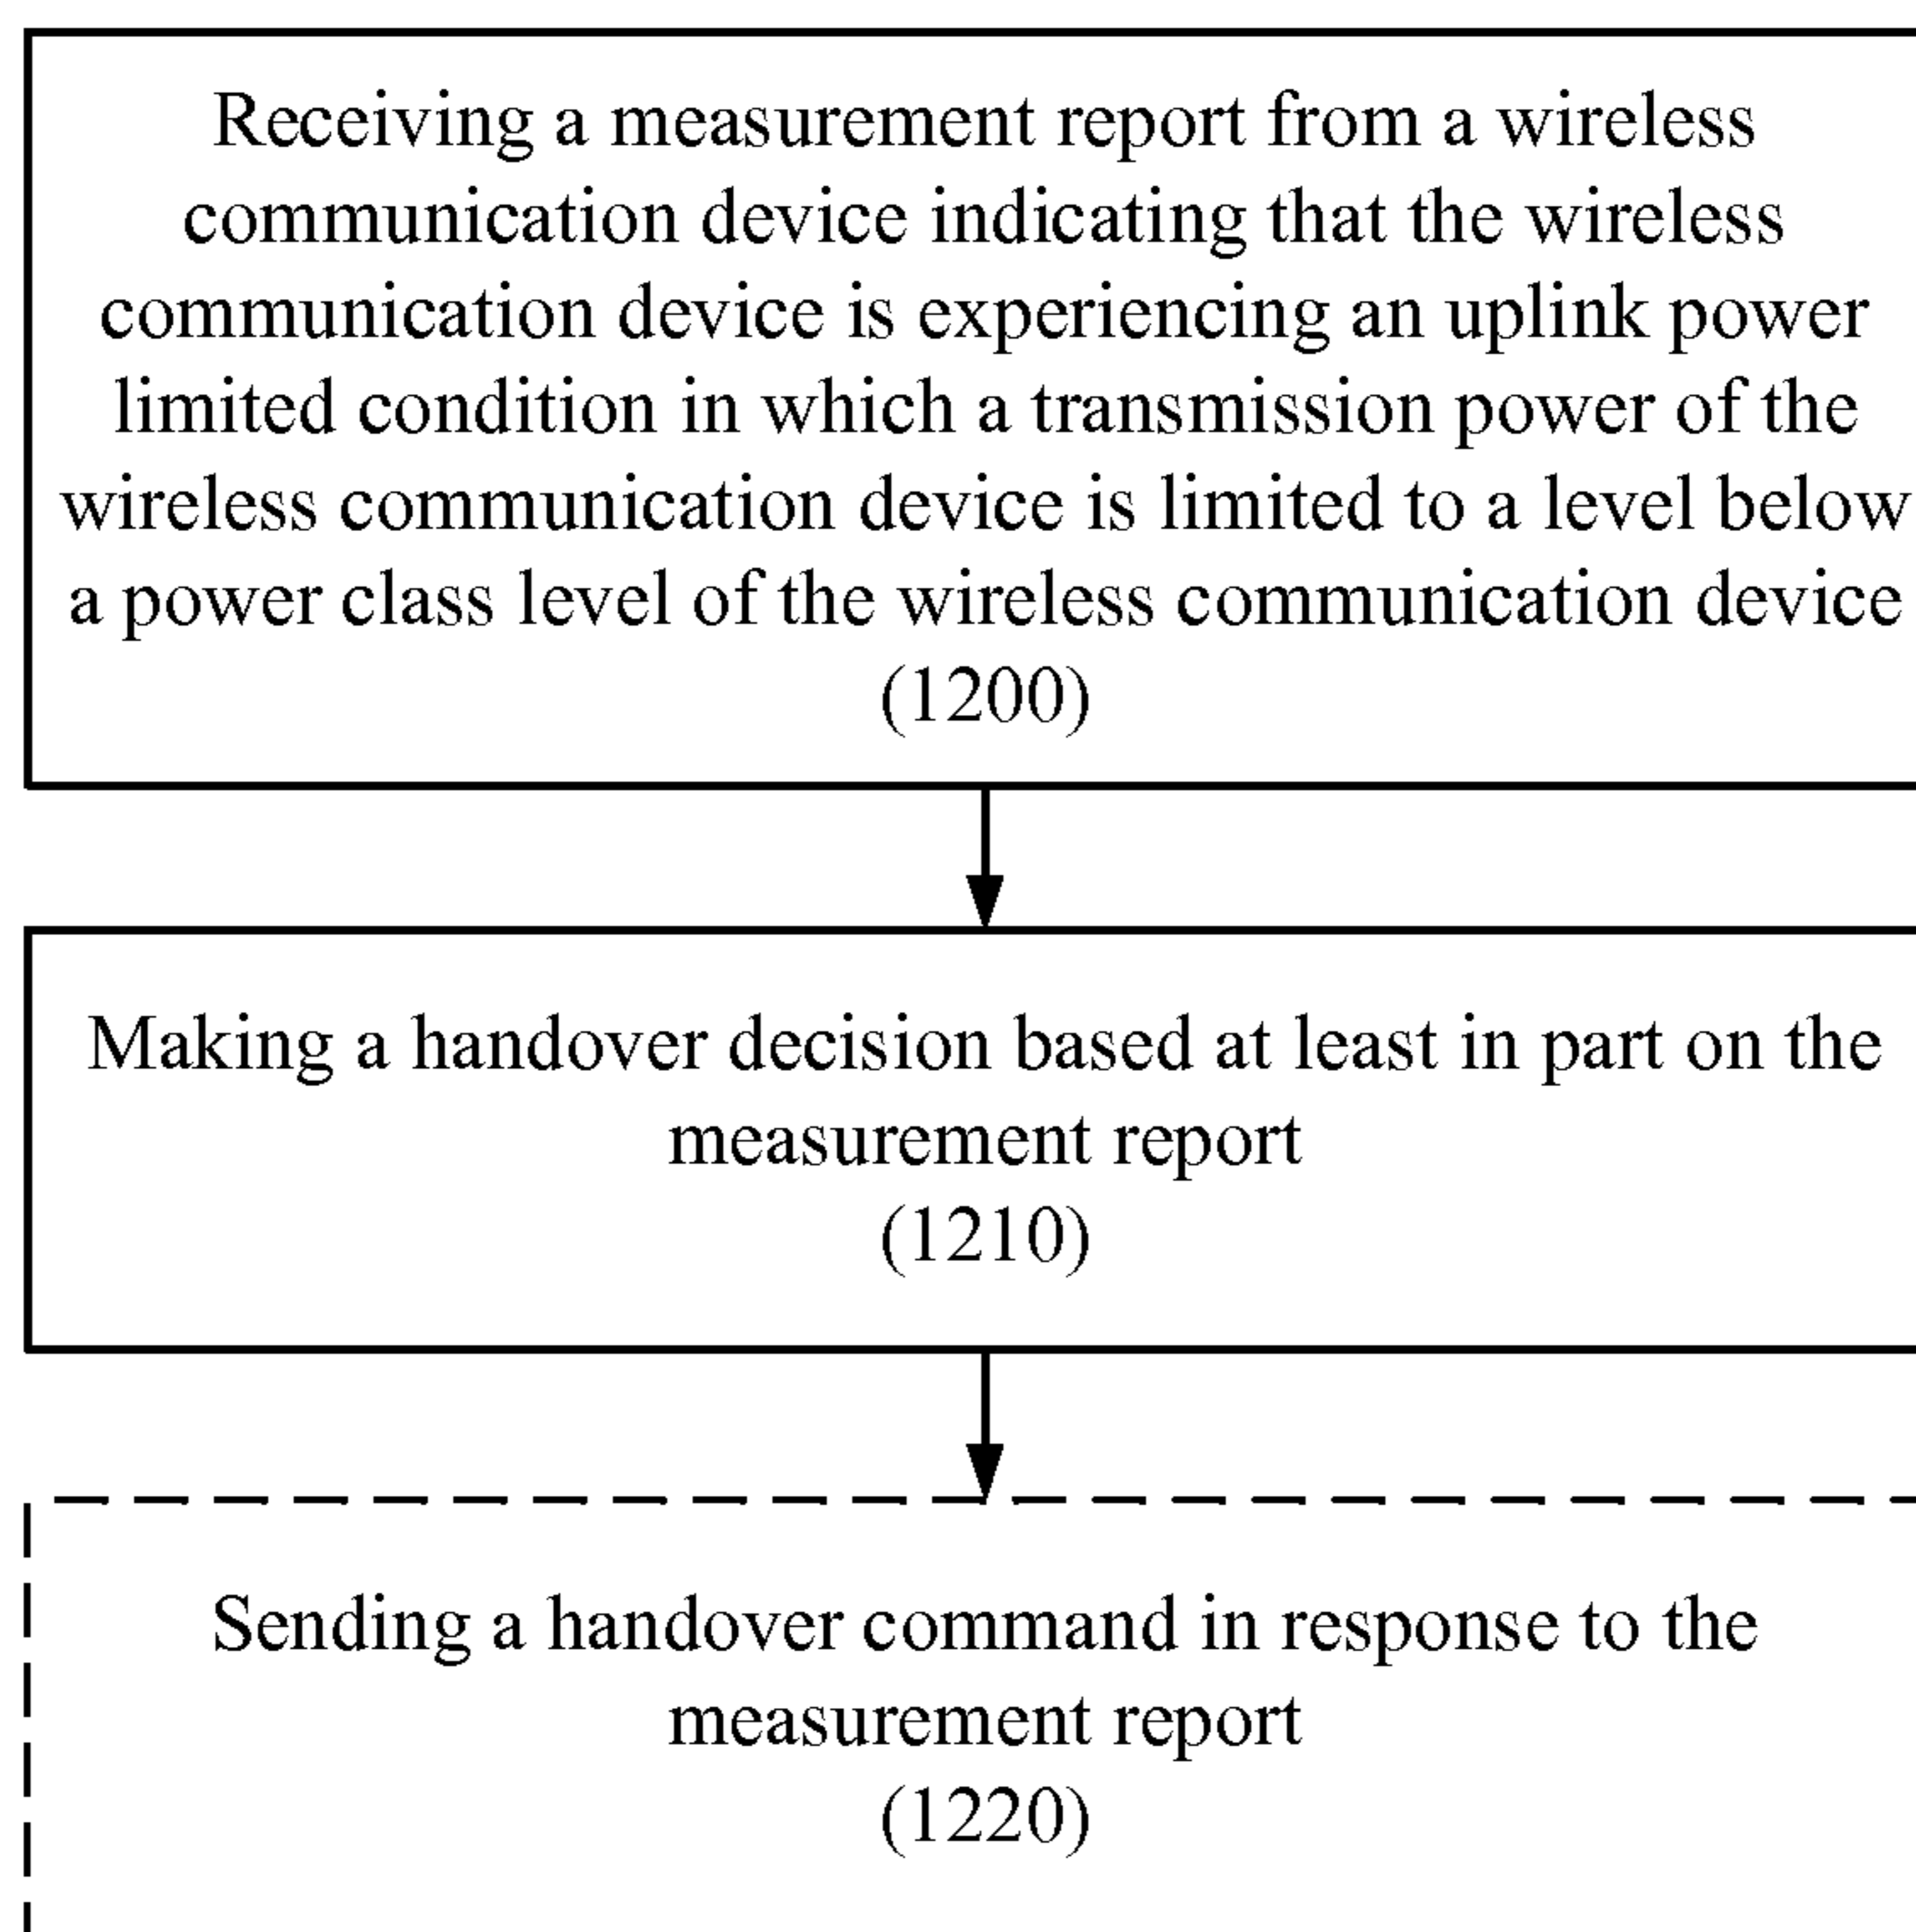 Receiving a measurement report from a wireless
communication device indicating that the wireless
communication device is experiencing an uplink power
limited condition in which a transmission power of the
wireless communication device is limited to a level below
a power class level of the wireless communication device
(1200)
Making a handover decision based at least in part on the
measurement report
(1210)
Sending a handover command in response to the
measurement report
(1220)